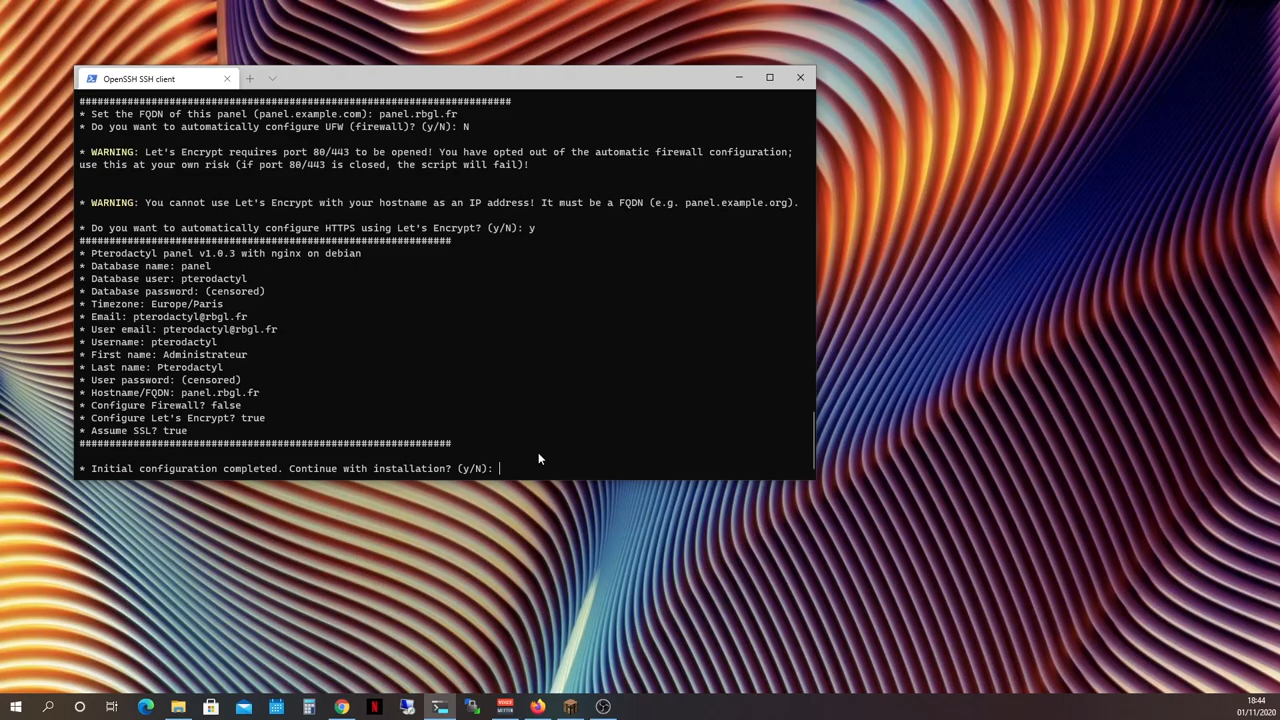 OpenSSH SSH client
########################################################################
* Set the FQDN of this panel (panel.example.com): panel.rbgl.fr
* Do you want to automatically configure UFW (firewall)? (y/N): N
* WARNING: Let's Encrypt requires port 80/443 to be opened! You have opted out of the automatic firewall configuration;
use this at your own risk (if port 80/443 is closed, the script will fail)!
* WARNING: You cannot use Let's Encrypt with your hostname as an IP address! It must be a FQDN (e.g. panel.example.org).
* Do you want to automatically configure HTTPS using Let's Encrypt? (y/N): y
##############################################################
* Pterodactyl panel v1.0.3 with nginx on debian
* Database name: panel
* Database user: pterodactyl
* Database password: (censored)
* Timezone: Europe/Paris
* Email: pterodactyl@rbgl.fr
* User email: pterodactyl@rbgl.fr
* Username: pterodactyl
* First name: Administrateur
* Last name: Pterodactyl
* User password: (censored)
* Hostname/FQDN: panel.rbgl.fr
* Configure Firewall? false
* Configure Let's Encrypt? true
* Assume SSL? true
##############################################################
* Initial configuration completed. Continue with installation? (y/N):
18:44
01/11/2020